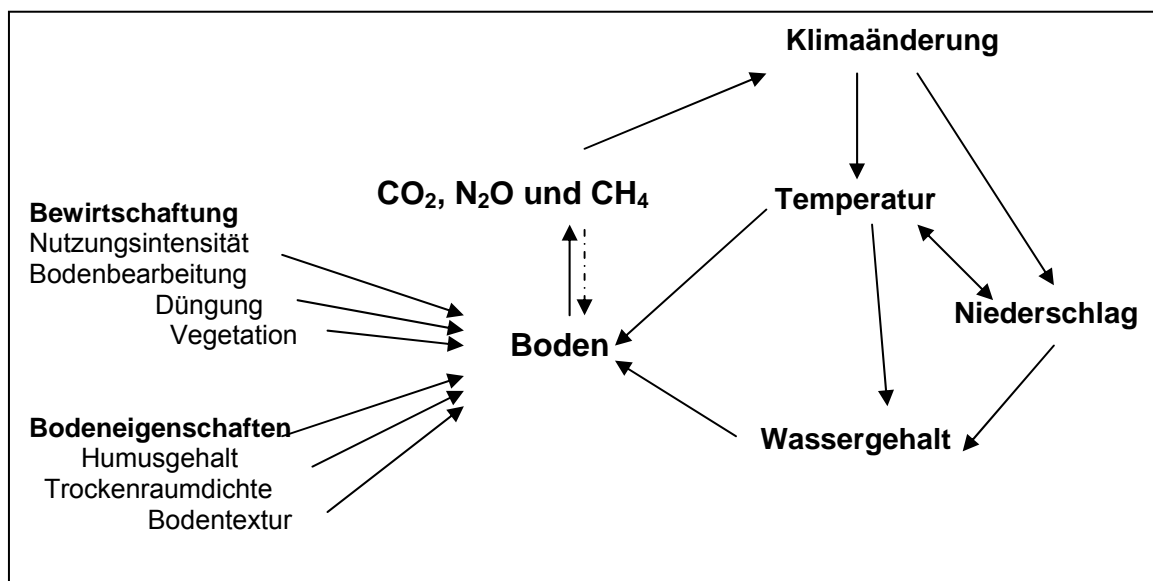 Klimaänderung
CO₂, N₂O und CH₄
Temperatur
Bewirtschaftung
Nutzungsintensität
Bodenbearbeitung
Düngung
Vegetation
Niederschlag
Boden
Bodeneigenschaften
Humusgehalt
Trockenraumdichte
Bodentextur
Wassergehalt